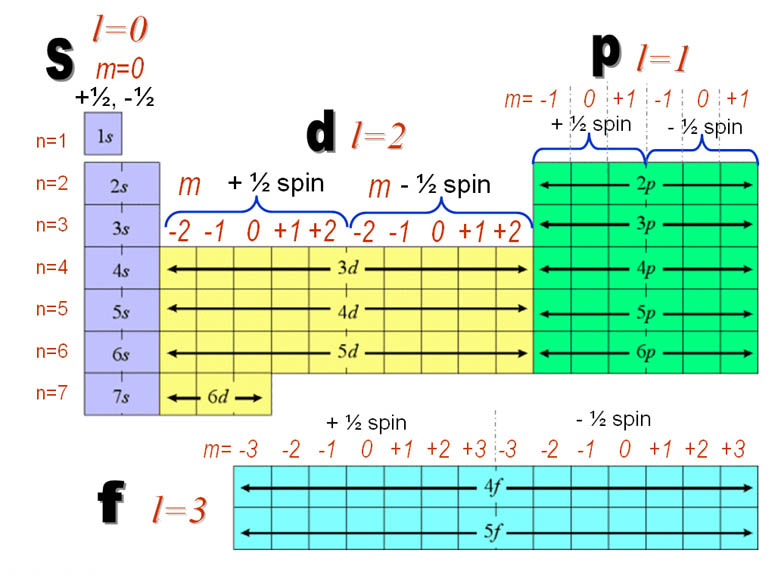 s l=0
m=0
+½, -½
p l=1
m= -1 0 +1 -1 0 +1
+ ½ spin - ½ spin
d l=2
n=1 1s
n=2 2s m + ½ spin m - ½ spin 2p
n=3 3s -2 -1 0 +1 +2 -2 -1 0 +1 +2 3p
n=4 4s 3d 4p
n=5 5s 4d 5p
n=6 6s 5d 6p
n=7 7s 6d
+ ½ spin - ½ spin
m= -3 -2 -1 0 +1 +2 +3 -3 -2 -1 0 +1 +2 +3
f l=3
4f
5f